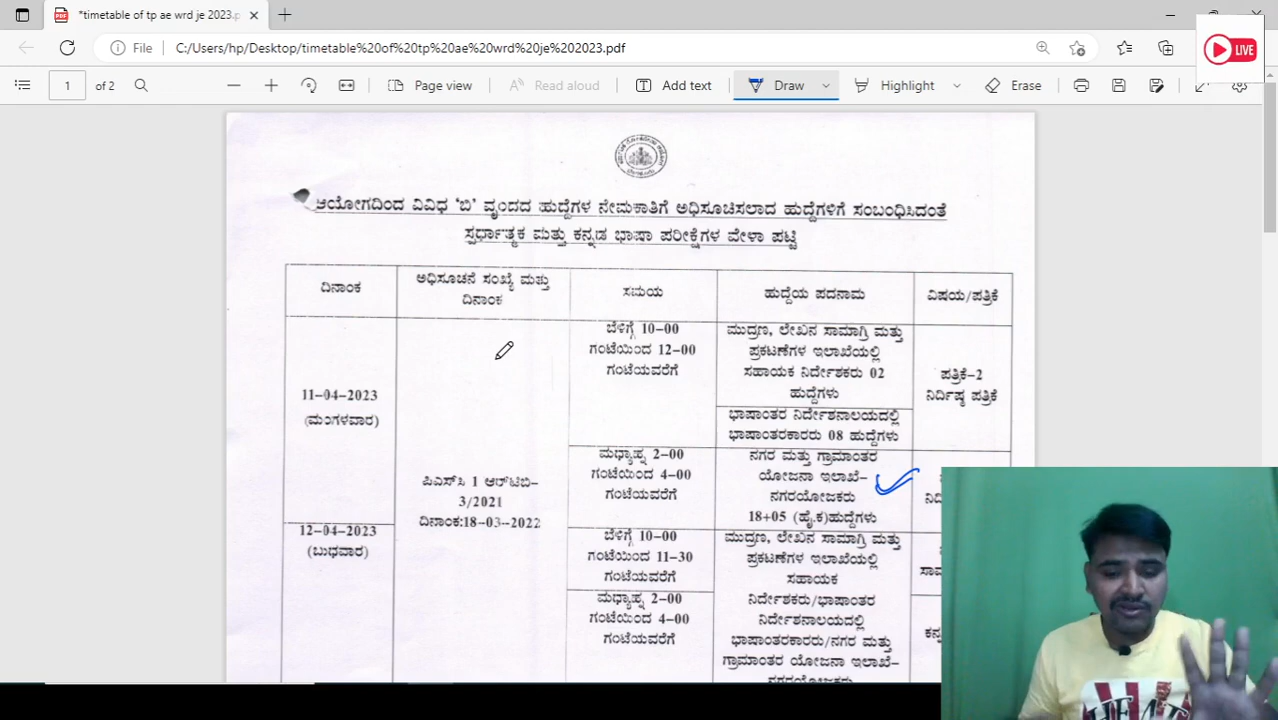 *timetable of tp ae wrd je 2023.p
File C:/Users/hp/Desktop/timetable%20of%20tp%20ae%20wrd%20je%202023.pdf
LIVE
1 of 2 Page view Read aloud Add text Draw Highlight Erase
ಆಯೋಗದಿಂದ ವಿವಿಧ ‘ಬಿ’ ವೃಂದದ ಹುದ್ದೆಗಳ ನೇಮಕಾತಿಗೆ ಅಧಿಸೂಚಿಸಲಾದ ಹುದ್ದೆಗಳಿಗೆ ಸಂಬಂಧಿಸಿದಂತೆ
ಸ್ಪರ್ಧಾತ್ಮಕ ಮತ್ತು ಕನ್ನಡ ಭಾಷಾ ಪರೀಕ್ಷೆಗಳ ವೇಳಾ ಪಟ್ಟಿ
ದಿನಾಂಕ
ಅಧಿಸೂಚನೆ ಸಂಖ್ಯೆ ಮತ್ತು
ದಿನಾಂಕ
ಸಮಯ
ಹುದ್ದೆಯ ಪದನಾಮ
ವಿಷಯ/ಪತ್ರಿಕೆ
11-04-2023
(ಮಂಗಳವಾರ)
ಪಿಎಸ್‌ಸಿ 1 ಆರ್‌ಟಿಬಿ-
3/2021
ದಿನಾಂಕ:18-03-2022
ಬೆಳಿಗ್ಗೆ 10-00
ಗಂಟೆಯಿಂದ 12-00
ಗಂಟೆಯವರೆಗೆ
ಮುದ್ರಣ, ಲೇಖನ ಸಾಮಾಗ್ರಿ ಮತ್ತು
ಪ್ರಕಟಣೆಗಳ ಇಲಾಖೆಯಲ್ಲಿ
ಸಹಾಯಕ ನಿರ್ದೇಶಕರು 02
ಹುದ್ದೆಗಳು
ಭಾಷಾಂತರ ನಿರ್ದೇಶನಾಲಯದಲ್ಲಿ
ಭಾಷಾಂತರಕಾರರು 08 ಹುದ್ದೆಗಳು
ಪತ್ರಿಕೆ-2
ನಿರ್ದಿಷ್ಠ ಪತ್ರಿಕೆ
ಮಧ್ಯಾಹ್ನ 2-00
ಗಂಟೆಯಿಂದ 4-00
ಗಂಟೆಯವರೆಗೆ
ನಗರ ಮತ್ತು ಗ್ರಾಮಾಂತರ
ಯೋಜನಾ ಇಲಾಖೆ-
ನಗರಯೋಜಕರು
18+05 (ಹೈ.ಕ)ಹುದ್ದೆಗಳು
12-04-2023
(ಬುಧವಾರ)
ಬೆಳಿಗ್ಗೆ 10-00
ಗಂಟೆಯಿಂದ 11-30
ಗಂಟೆಯವರೆಗೆ
ಮಧ್ಯಾಹ್ನ 2-00
ಗಂಟೆಯಿಂದ 4-00
ಗಂಟೆಯವರೆಗೆ
ಮುದ್ರಣ, ಲೇಖನ ಸಾಮಾಗ್ರಿ ಮತ್ತು
ಪ್ರಕಟಣೆಗಳ ಇಲಾಖೆಯಲ್ಲಿ
ಸಹಾಯಕ
ನಿರ್ದೇಶಕರು/ಭಾಷಾಂತರ
ನಿರ್ದೇಶನಾಲಯದಲ್ಲಿ
ಭಾಷಾಂತರಕಾರರು/ನಗರ ಮತ್ತು
ಗ್ರಾಮಾಂತರ ಯೋಜನಾ ಇಲಾಖೆ-
ನಗರಯೋಜಕರು